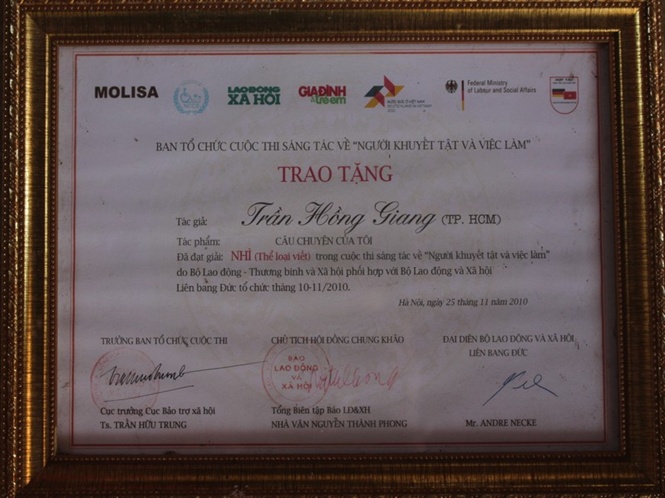 MOLISA
LAO ĐỘNG
XÃ HỘI
GIA ĐÌNH
& trẻ em
Federal Ministry
of Labour and Social Affairs
BAN TỔ CHỨC CUỘC THI SÁNG TÁC VỀ “NGƯỜI KHUYẾT TẬT VÀ VIỆC LÀM”
TRAO TẶNG
Tác giả: Trần Hồng Giang (TP. HCM)
Tác phẩm: CÂU CHUYỆN CỦA TÔI
Đã đạt giải: NHÌ (Thể loại viết) trong cuộc thi sáng tác về “Người khuyết tật và việc làm”
do Bộ Lao động - Thương binh và Xã hội phối hợp với Bộ Lao động và Xã hội
Liên bang Đức tổ chức tháng 10-11/2010.
Hà Nội, ngày 25 tháng 11 năm 2010
TRƯỞNG BAN TỔ CHỨC CUỘC THI
CHỦ TỊCH HỘI ĐỒNG CHUNG KHẢO
ĐẠI DIỆN BỘ LAO ĐỘNG VÀ XÃ HỘI
LIÊN BANG ĐỨC
BÁO
LAO ĐỘNG
VÀ
XÃ HỘI
Cục trưởng Cục Bảo trợ xã hội
Ts. TRẦN HỮU TRUNG
Tổng Biên tập Báo LĐ&XH
NHÀ VĂN NGUYỄN THÀNH PHONG
Mr. ANDRE NECKE